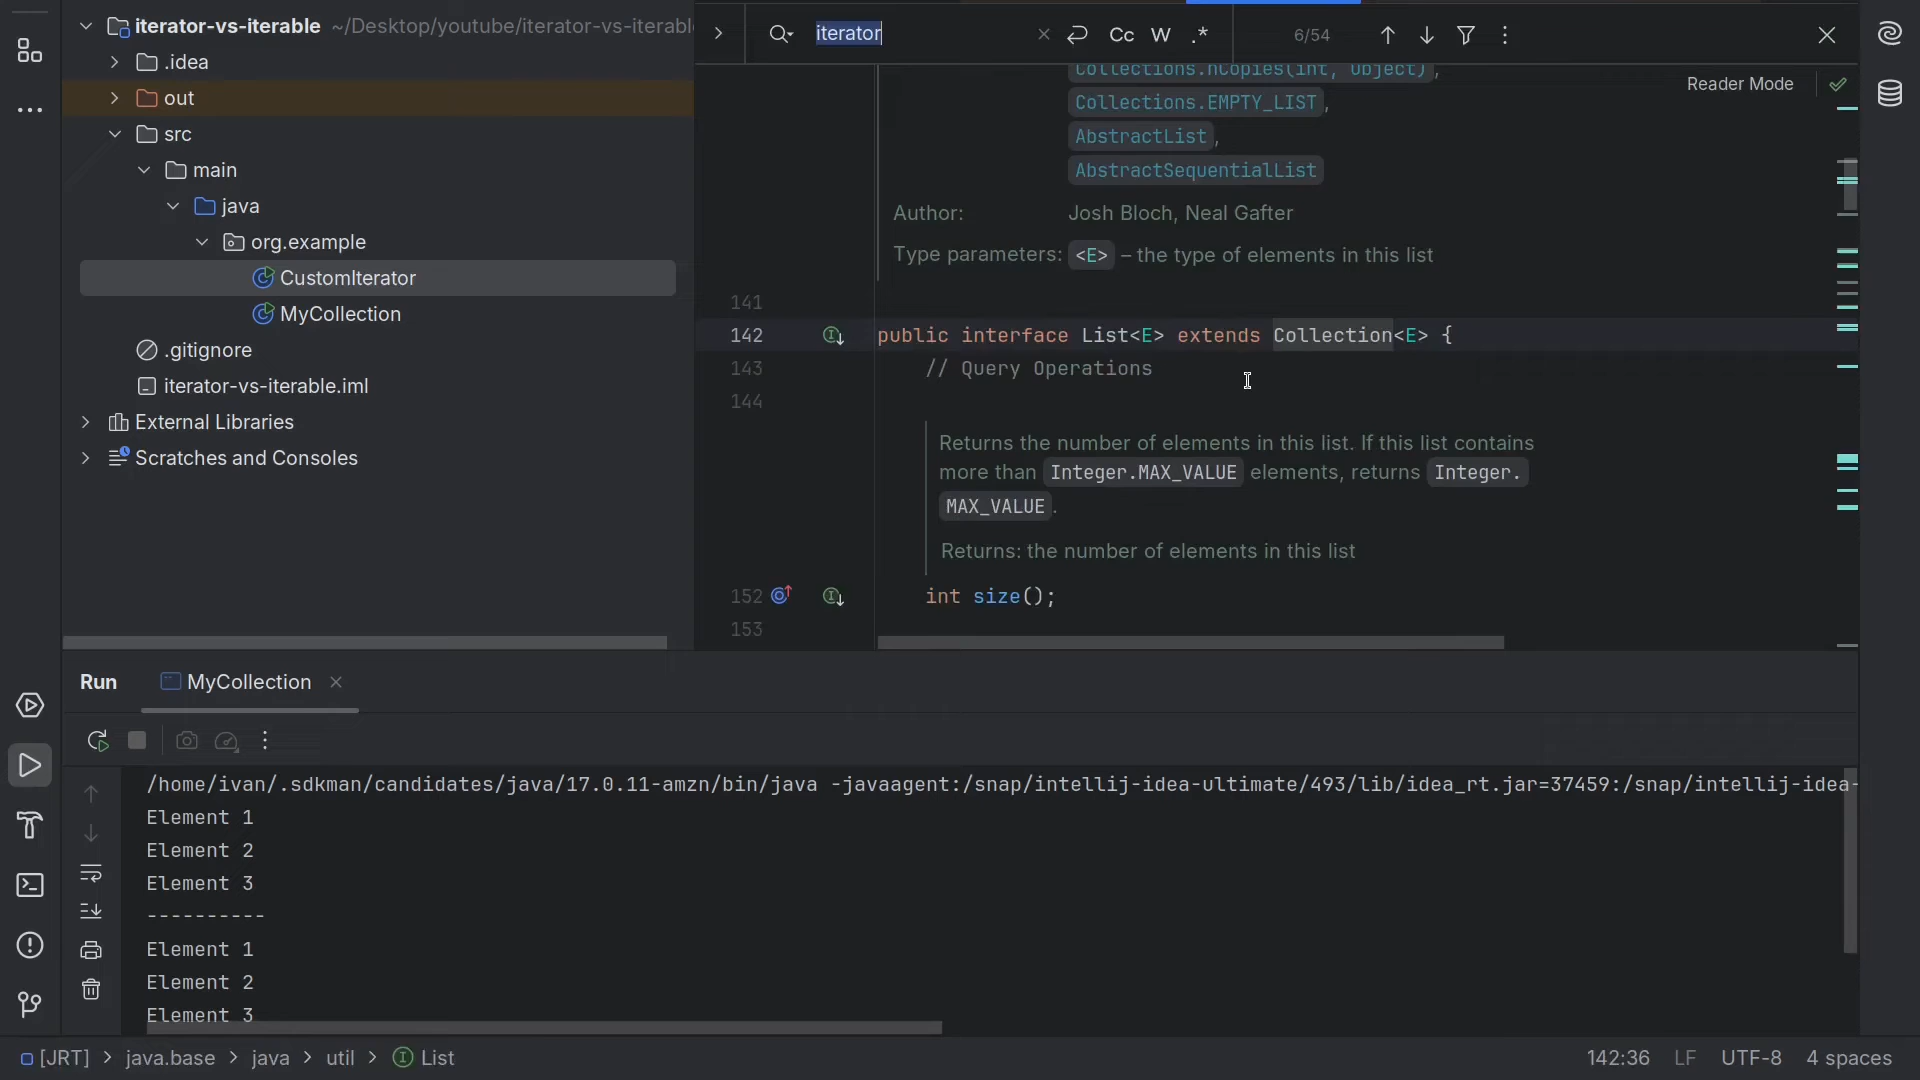 iterator-vs-iterable ~/Desktop/youtube/iterator-vs-iterabl
.idea
out
src
main
java
org.example
CustomIterator
MyCollection
.gitignore
iterator-vs-iterable.iml
External Libraries
Scratches and Consoles
iterator
Cc W .*
6/54
Reader Mode
Collections.nCopies(int, Object),
Collections.EMPTY_LIST,
AbstractList,
AbstractSequentialList
Author: Josh Bloch, Neal Gafter
Type parameters: <E> – the type of elements in this list
141
142 public interface List<E> extends Collection<E> {
143 // Query Operations
144
Returns the number of elements in this list. If this list contains
more than Integer.MAX_VALUE elements, returns Integer.
MAX_VALUE.
Returns: the number of elements in this list
152 int size();
153
Run MyCollection
/home/ivan/.sdkman/candidates/java/17.0.11-amzn/bin/java -javaagent:/snap/intellij-idea-ultimate/493/lib/idea_rt.jar=37459:/snap/intellij-idea-
Element 1
Element 2
Element 3
----------
Element 1
Element 2
Element 3
[JRT] > java.base > java > util > List
142:36 LF UTF-8 4 spaces